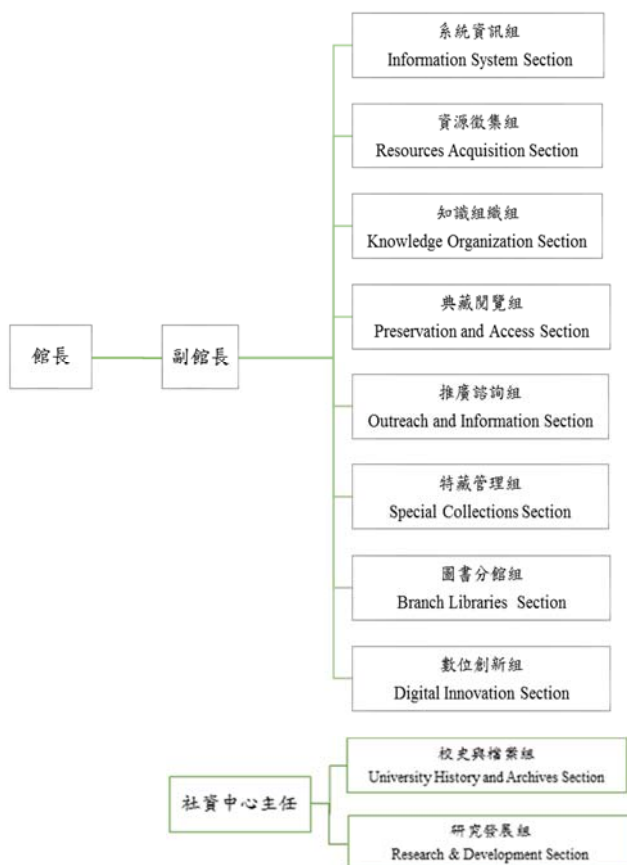 系統資訊組
Information System Section
資源徵集組
Resources Acquisition Section
知識組織組
Knowledge Organization Section
典藏閱覽組
Preservation and Access Section
館長
副館長
推廣諮詢組
Outreach and Information Section
特藏管理組
Special Collections Section
圖書分館組
Branch Libraries Section
數位創新組
Digital Innovation Section
校史與檔案組
University History and Archives Section
社資中心主任
研究發展組
Research & Development Section